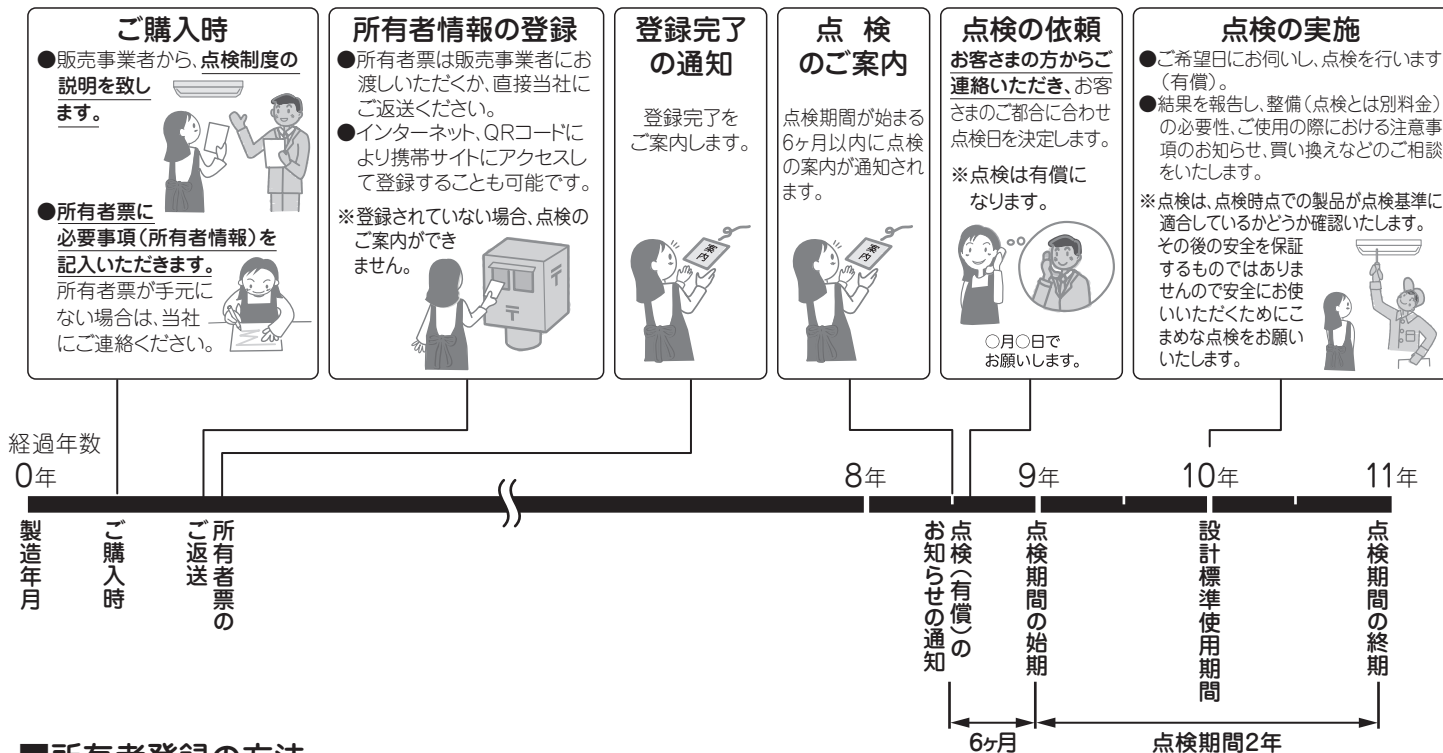 ご購入時
●販売事業者から、点検制度の
説明を致し
ます。
●所有者票に
必要事項(所有者情報)を
記入いただきます。
所有者票が手元に
ない場合は、当社
にご連絡ください。
所有者情報の登録
●所有者票は販売事業者にお
渡しいただくか、直接当社に
ご返送ください。
●インターネット、QRコードに
より携帯サイトにアクセスし
て登録することも可能です。
※登録されていない場合、点検の
ご案内ができ
ません。
〒
登録完了
の通知
登録完了を
ご案内します。
案内
点 検
のご案内
点検期間が始まる
6ヶ月以内に点検
の案内が通知され
ます。
案内
点検の依頼
お客さまの方からご
連絡いただき、お客
さまのご都合に合わせ
点検日を決定します。
※点検は有償に
なります。
○月○日で
お願いします。
点検の実施
●ご希望日にお伺いし、点検を行います
(有償)。
●結果を報告し、整備(点検とは別料金)
の必要性、ご使用の際における注意事
項のお知らせ、買い換えなどのご相談
をいたします。
※点検は、点検時点での製品が点検基準に
適合しているかどうか確認いたします。
その後の安全を保証
するものではありま
せんので安全にお使
いいただくためにこ
まめな点検をお願い
いたします。
経過年数
0年
8年
9年
10年
11年
製造年月
ご購入時
所有者票の
ご返送
点検(有償)の
お知らせの通知
点検期間の始期
設計標準使用期間
点検期間の終期
6ヶ月
点検期間2年
■所有者登録の方法